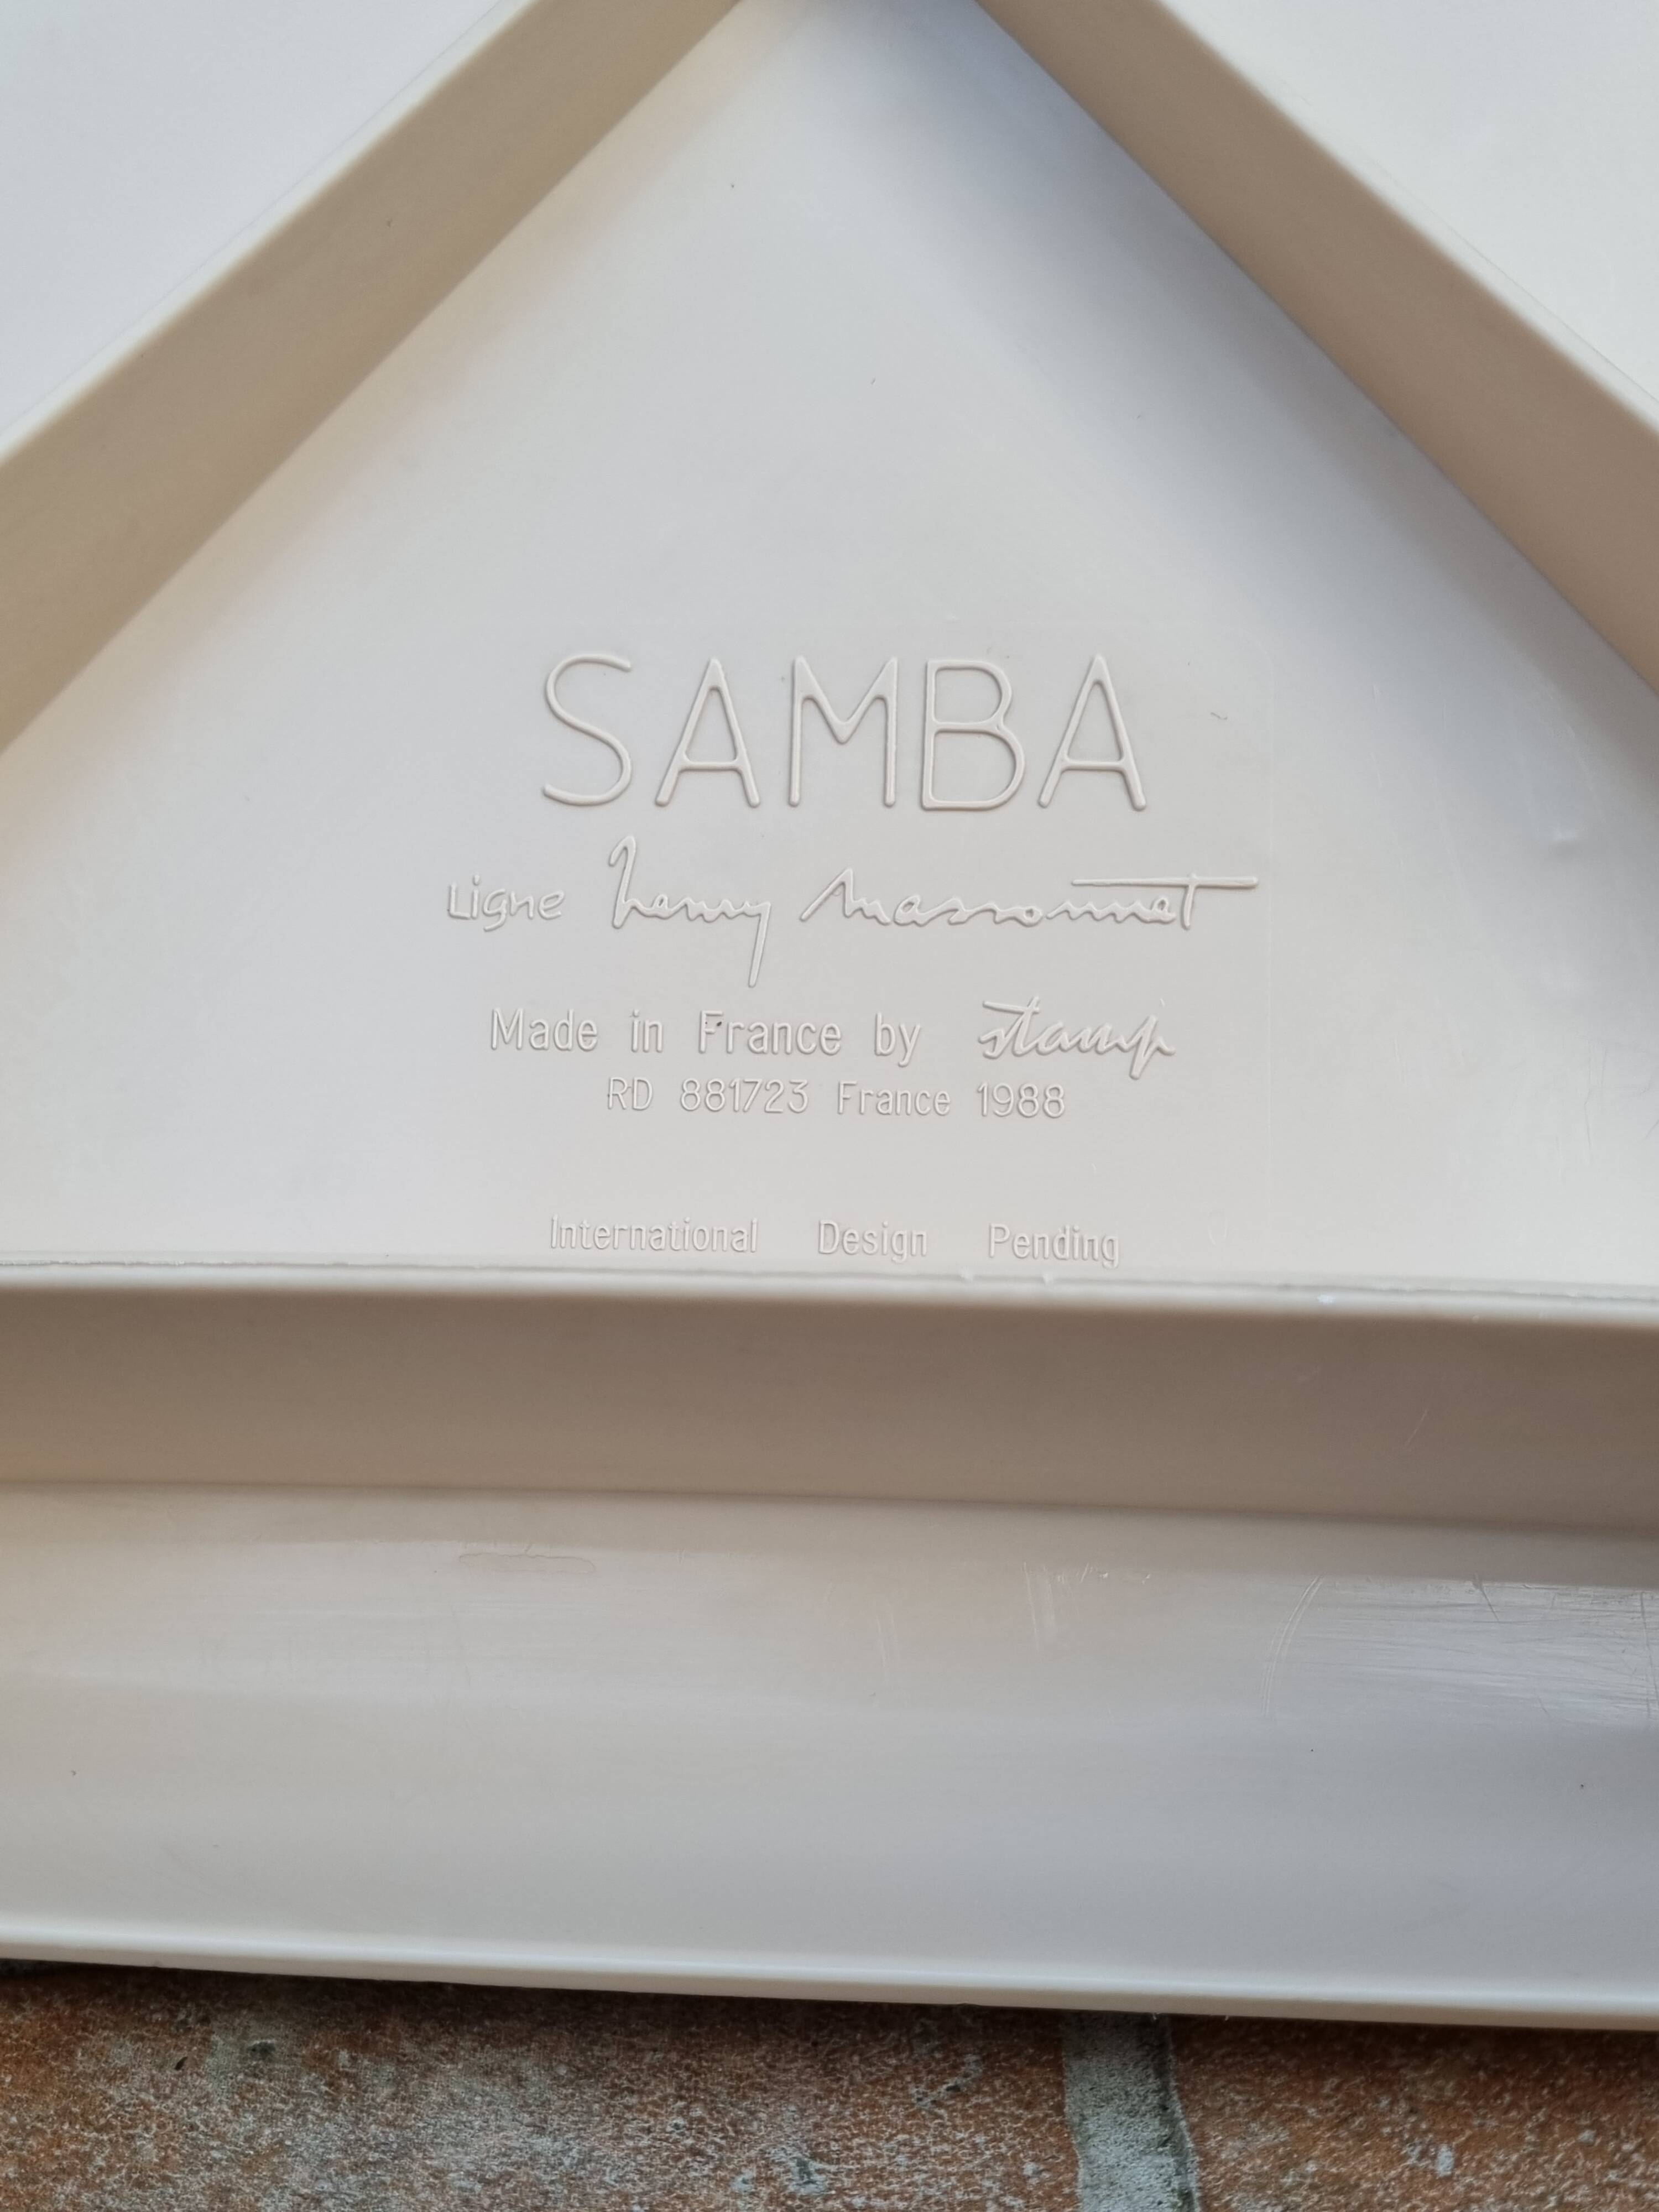 SAMBA
Ligne henry massonnet
Made in France by stamp
RD 881723 France 1988
International Design Pending